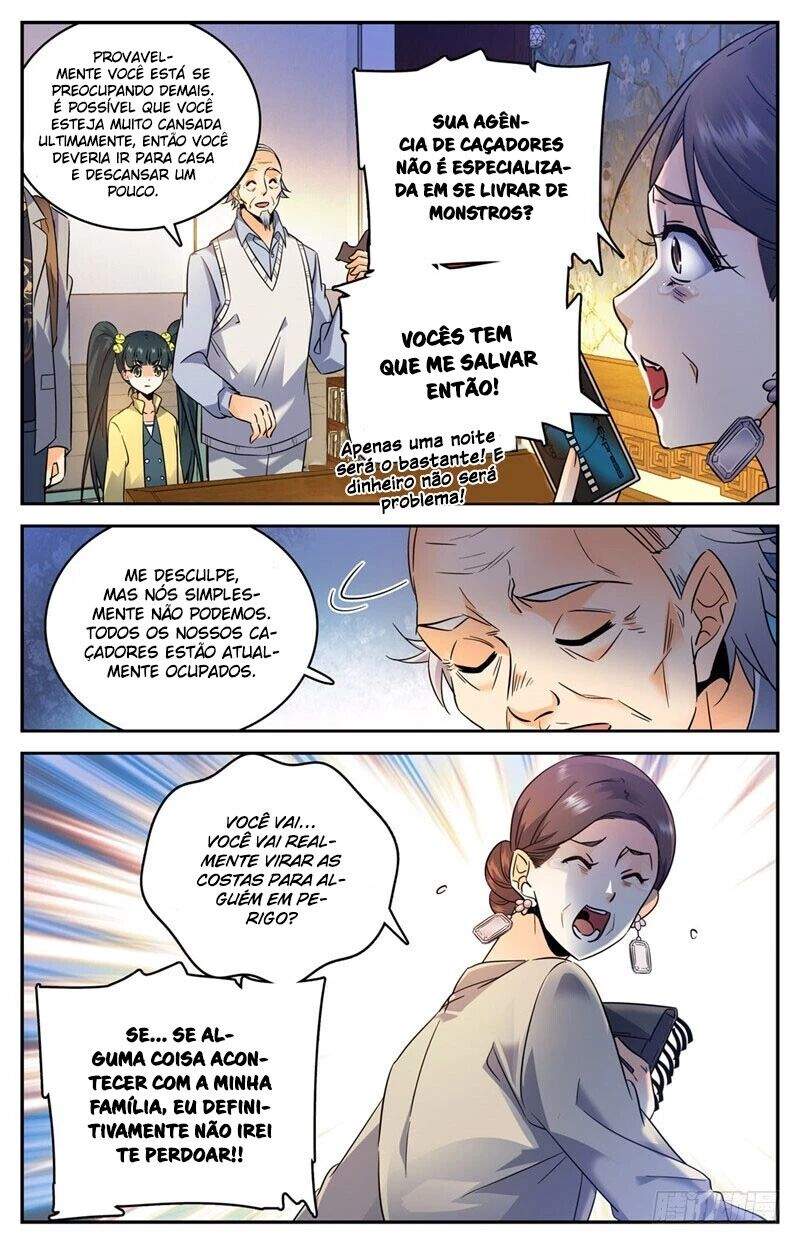 PROVAVEL-
MENTE VOCÊ ESTÁ SE
PREOCUPANDO DEMAIS.
É POSSÍVEL QUE VOCÊ
ESTEJA MUITO CANSADA
ULTIMAMENTE, ENTÃO VOCÊ
DEVERIA IR PARA CASA
E DESCANSAR UM
POUCO.
SUA AGÊN-
CIA DE CAÇADORES
NÃO É ESPECIALIZA-
DA EM SE LIVRAR DE
MONSTROS?
VOCÊS TEM
QUE ME SALVAR
ENTÃO!
Apenas uma noite
será o bastante! E
dinheiro não será
problema!
ME DESCULPE,
MAS NÓS SIMPLES-
MENTE NÃO PODEMOS.
TODOS OS NOSSOS CA-
ÇADORES ESTÃO ATUAL-
MENTE OCUPADOS.
VOCÊ VAI...
VOCÊ VAI REAL-
MENTE VIRAR AS
COSTAS PARA AL-
GUÉM EM PE-
RIGO?
SE... SE AL-
GUMA COISA ACON-
TECER COM A MINHA
FAMÍLIA, EU DEFINI-
TIVAMENTE NÃO IREI
TE PERDOAR!!
腾讯动漫